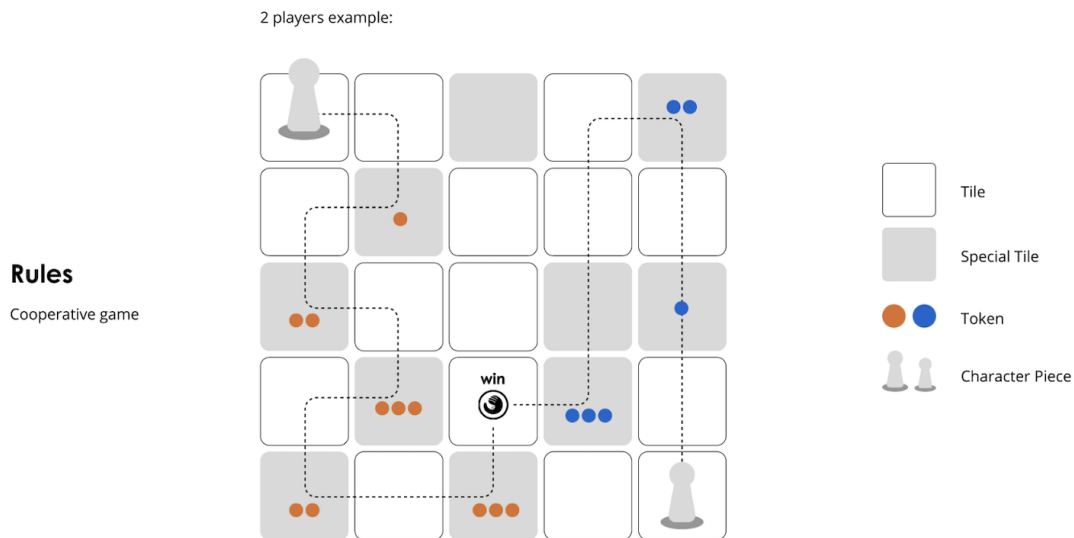 2 players example:
Rules
Cooperative game
win
Tile
Special Tile
Token
Character Piece